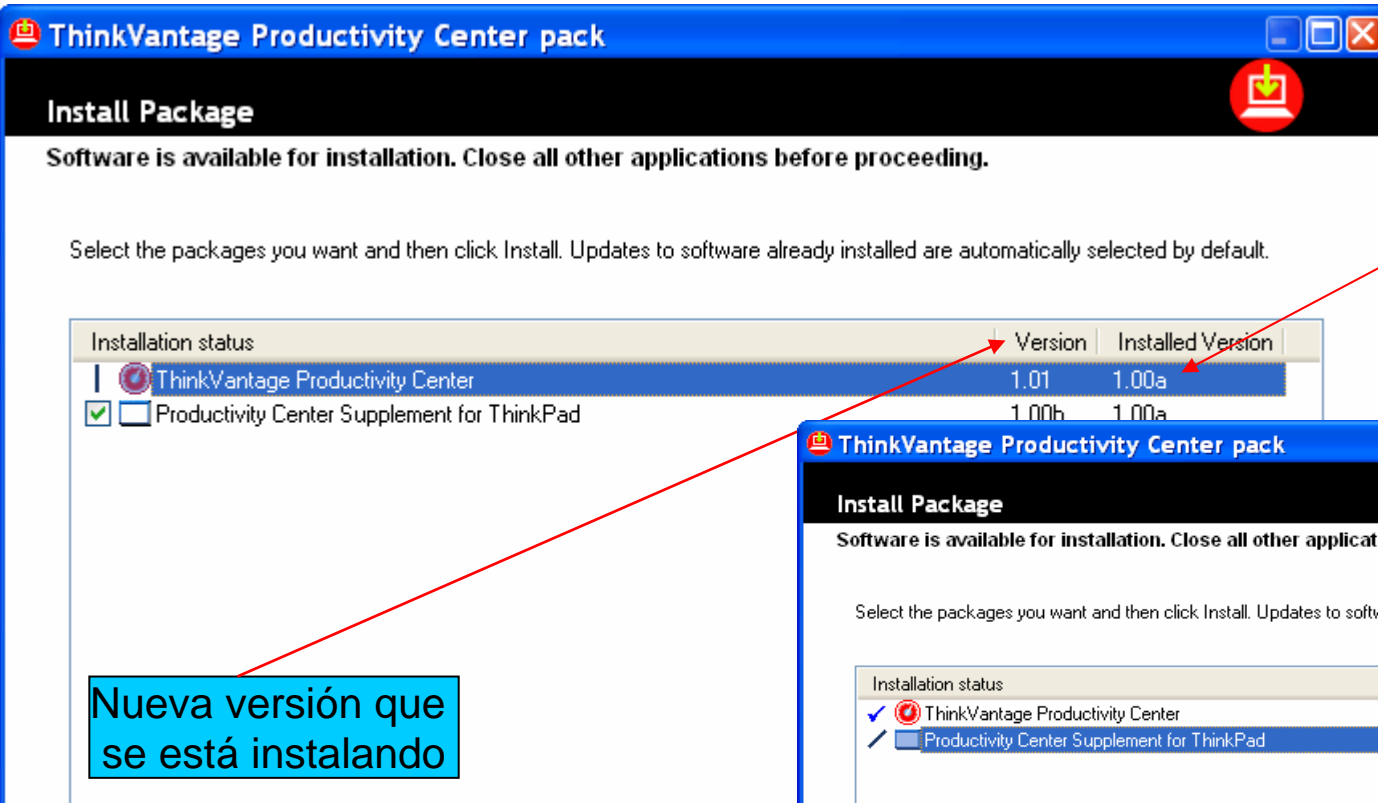 ThinkVantage Productivity Center pack
Install Package
Software is available for installation. Close all other applications before proceeding.
Select the packages you want and then click Install. Updates to software already installed are automatically selected by default.
Installation status Version Installed Version
ThinkVantage Productivity Center 1.01 1.00a
Productivity Center Supplement for ThinkPad 1.00b 1.00a
ThinkVantage Productivity Center pack
Install Package
Software is available for installation. Close all other applicat
Select the packages you want and then click Install. Updates to softw
Installation status
ThinkVantage Productivity Center
Productivity Center Supplement for ThinkPad
Nueva versión que
se está instalando